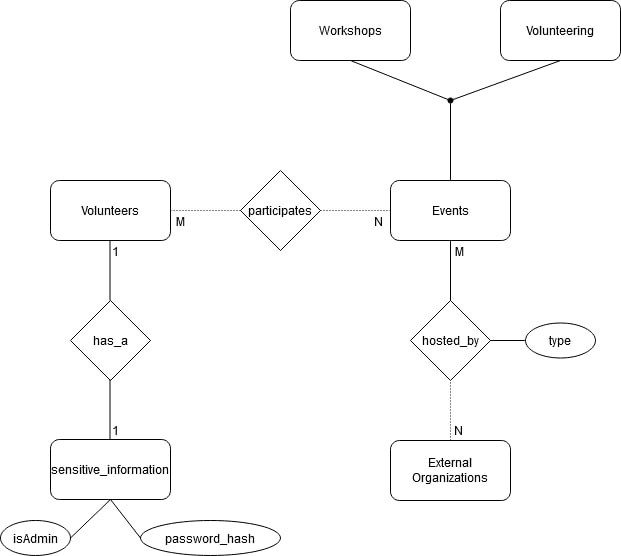 Workshops
Volunteering
Volunteers
participates
Events
M
N
1
M
has_a
hosted_by
type
1
N
sensitive_information
External
Organizations
isAdmin
password_hash